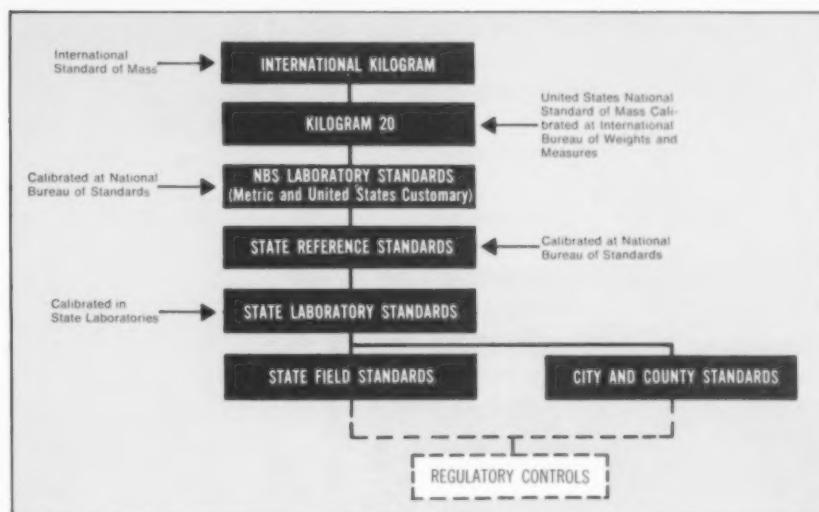 International
Standard of Mass
INTERNATIONAL KILOGRAM
KILOGRAM 20
United States National
Standard of Mass Cali-
brated at International
Bureau of Weights and
Measures
Calibrated at National
Bureau of Standards
NBS LABORATORY STANDARDS
(Metric and United States Customary)
STATE REFERENCE STANDARDS
Calibrated at National
Bureau of Standards
Calibrated in
State Laboratories
STATE LABORATORY STANDARDS
STATE FIELD STANDARDS
CITY AND COUNTY STANDARDS
REGULATORY CONTROLS